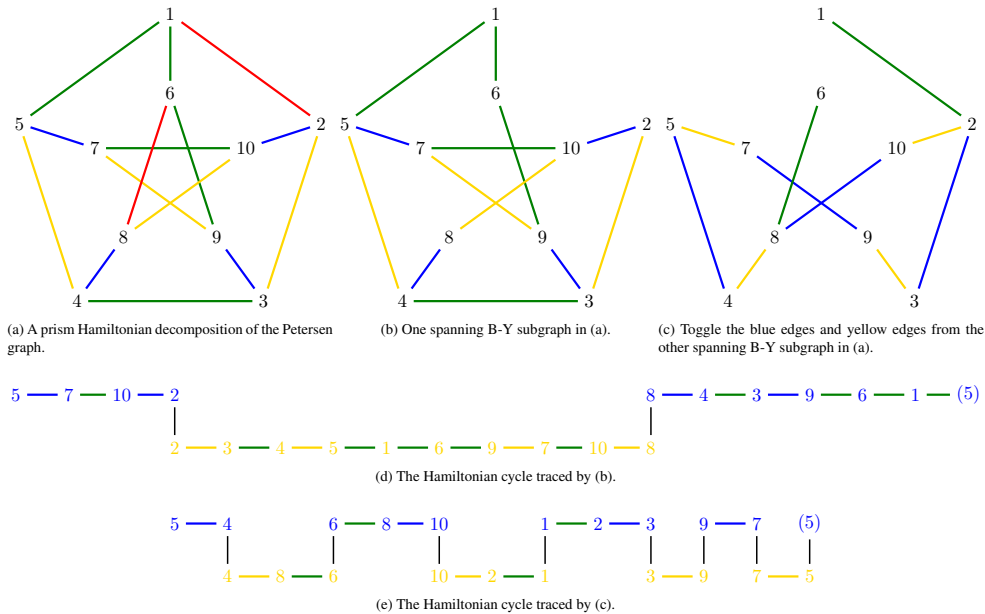 1 1 1
6 6 6
5 2 5 2 5 2
7 10 7 10 7 10
8 9 8 9 8 9
4 3 4 3 4 3
(a) A prism Hamiltonian decomposition of the Petersen
graph.
(b) One spanning B-Y subgraph in (a).
(c) Toggle the blue edges and yellow edges from the
other spanning B-Y subgraph in (a).
5 7 10 2 8 4 3 9 6 1 (5)
2 3 4 5 1 6 9 7 10 8
(d) The Hamiltonian cycle traced by (b).
5 4 6 8 10 1 2 3 9 7 (5)
4 8 6 10 2 1 3 9 7 5
(e) The Hamiltonian cycle traced by (c).